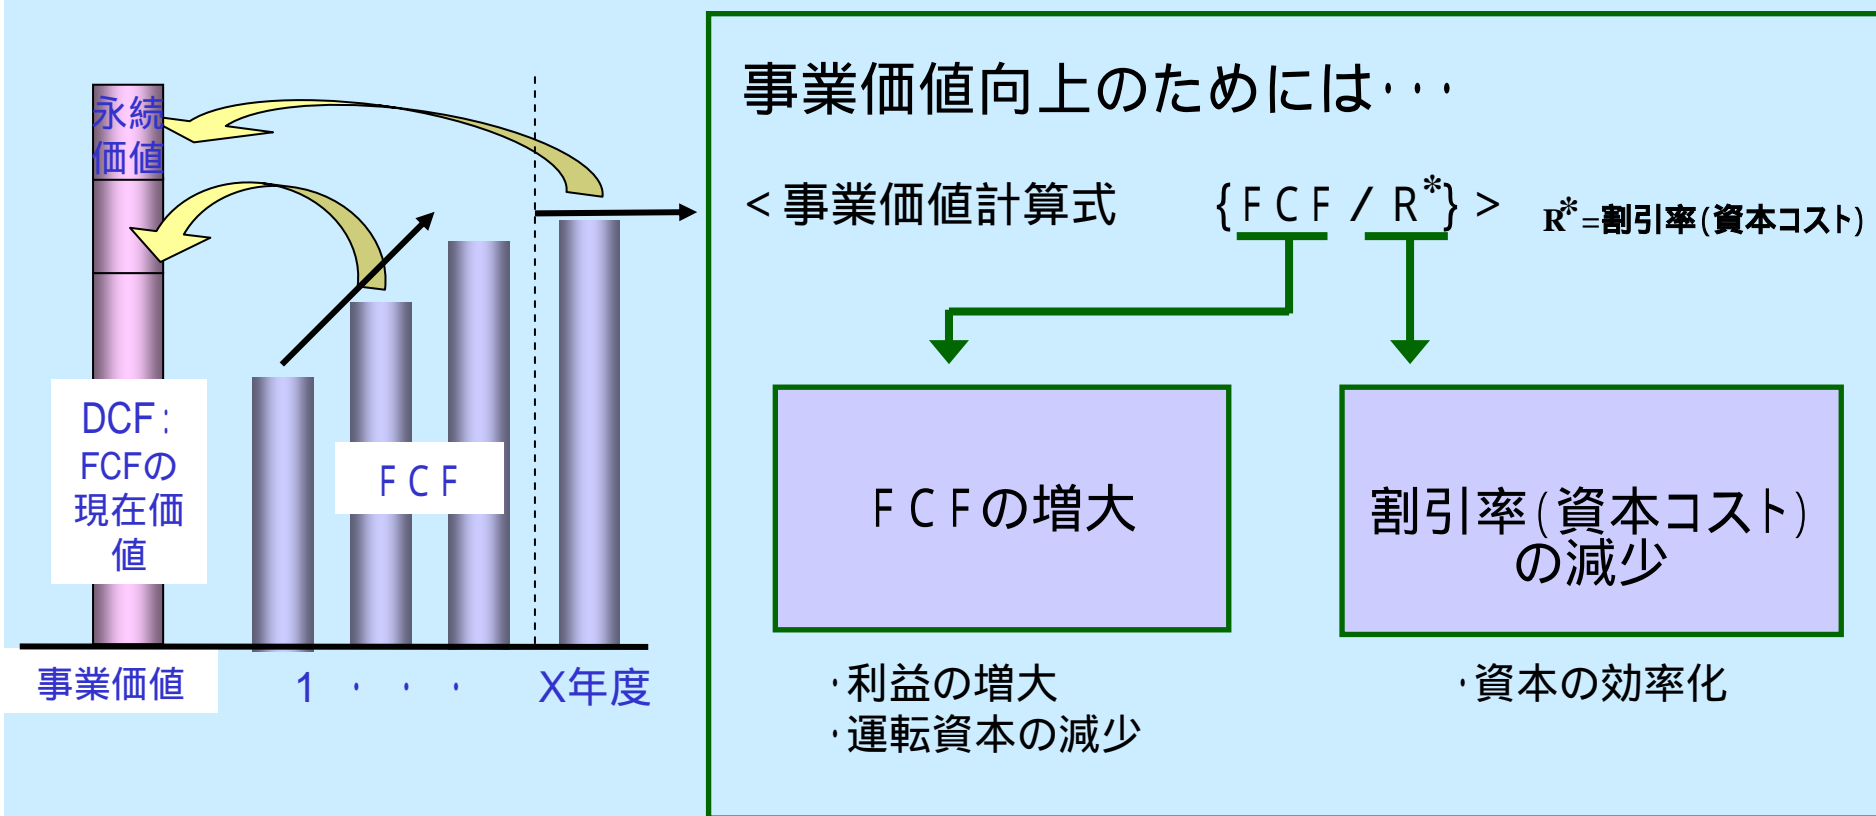 永続
価値
DCF:
FCFの
現在価
値
FCF
事業価値
1 ・ ・ ・ X年度
事業価値向上のためには・・・
<事業価値計算式 {FCF/R*}> R*=割引率(資本コスト)
FCFの増大
割引率(資本コスト)
の減少
・利益の増大
・運転資本の減少
・資本の効率化